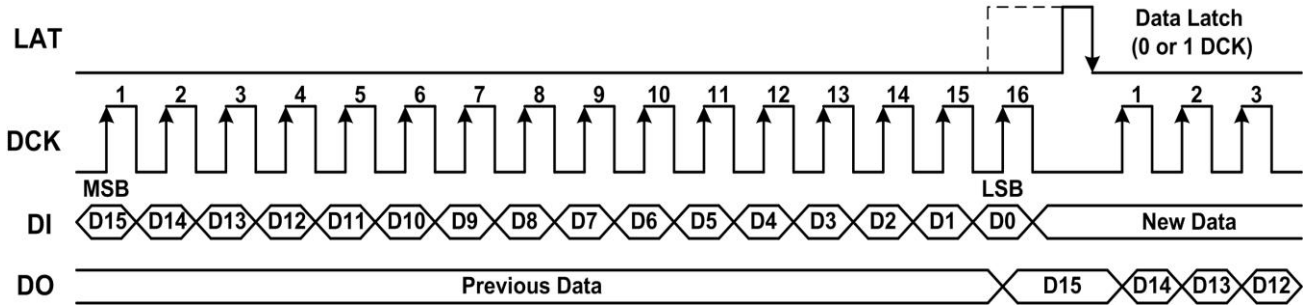 LAT
Data Latch
(0 or 1 DCK)
DCK
1 2 3 4 5 6 7 8 9 10 11 12 13 14 15 16 1 2 3
MSB LSB
DI
D15 D14 D13 D12 D11 D10 D9 D8 D7 D6 D5 D4 D3 D2 D1 D0 New Data
DO
Previous Data D15 D14 D13 D12